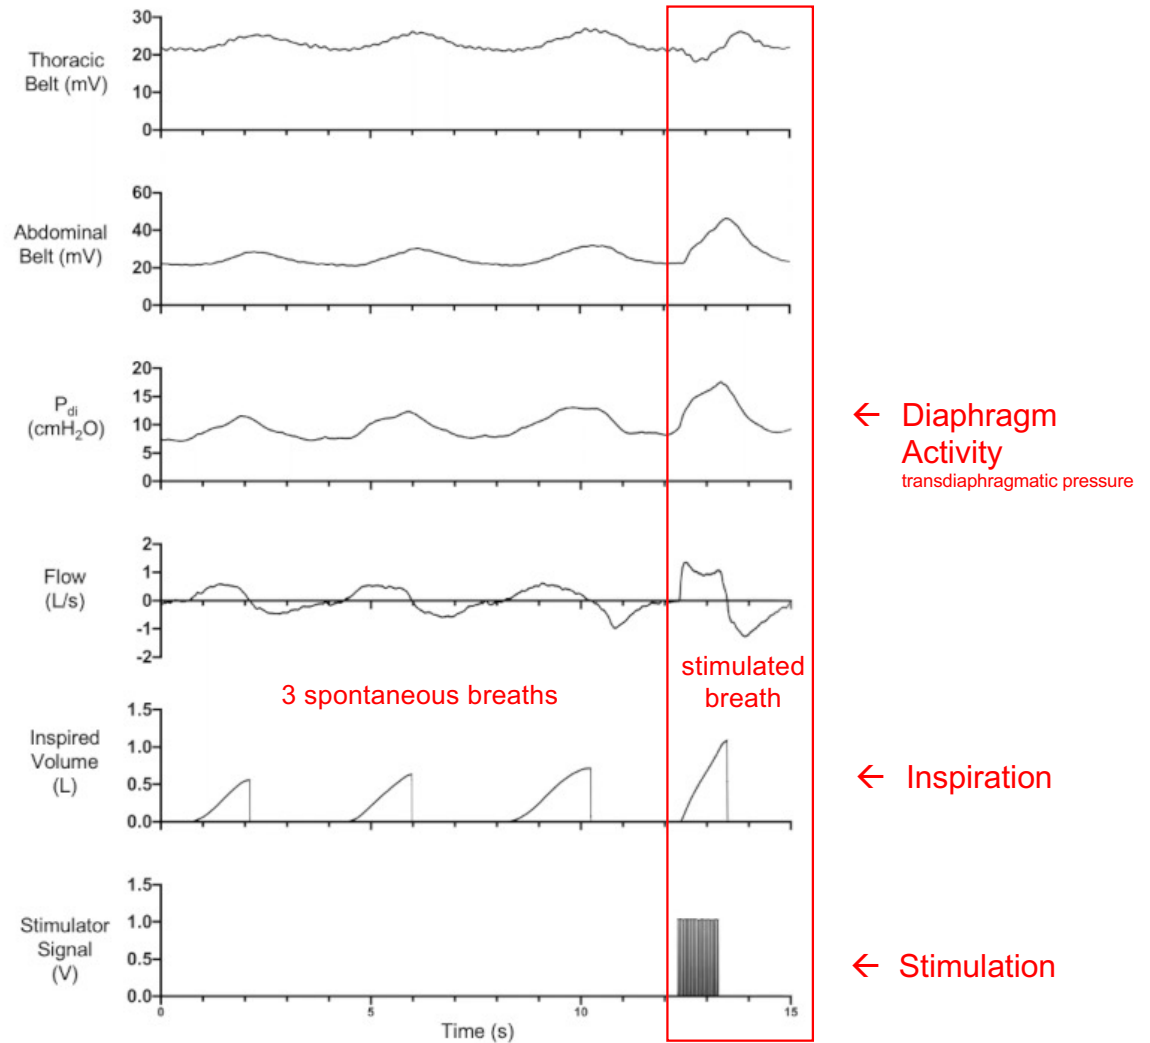 30
20
10
0
Thoracic
Belt (mV)
60
40
20
0
Abdominal
Belt (mV)
20
15
10
5
0
Pdi
(cmH2O)
← Diaphragm
Activity
transdiaphragmatic pressure
2
1
0
-1
-2
Flow
(L/s)
3 spontaneous breaths
stimulated
breath
1.5
1.0
0.5
0.0
Inspired
Volume
(L)
← Inspiration
1.5
1.0
0.5
0.0
Stimulator
Signal
(V)
← Stimulation
0 5 10 15
Time (s)